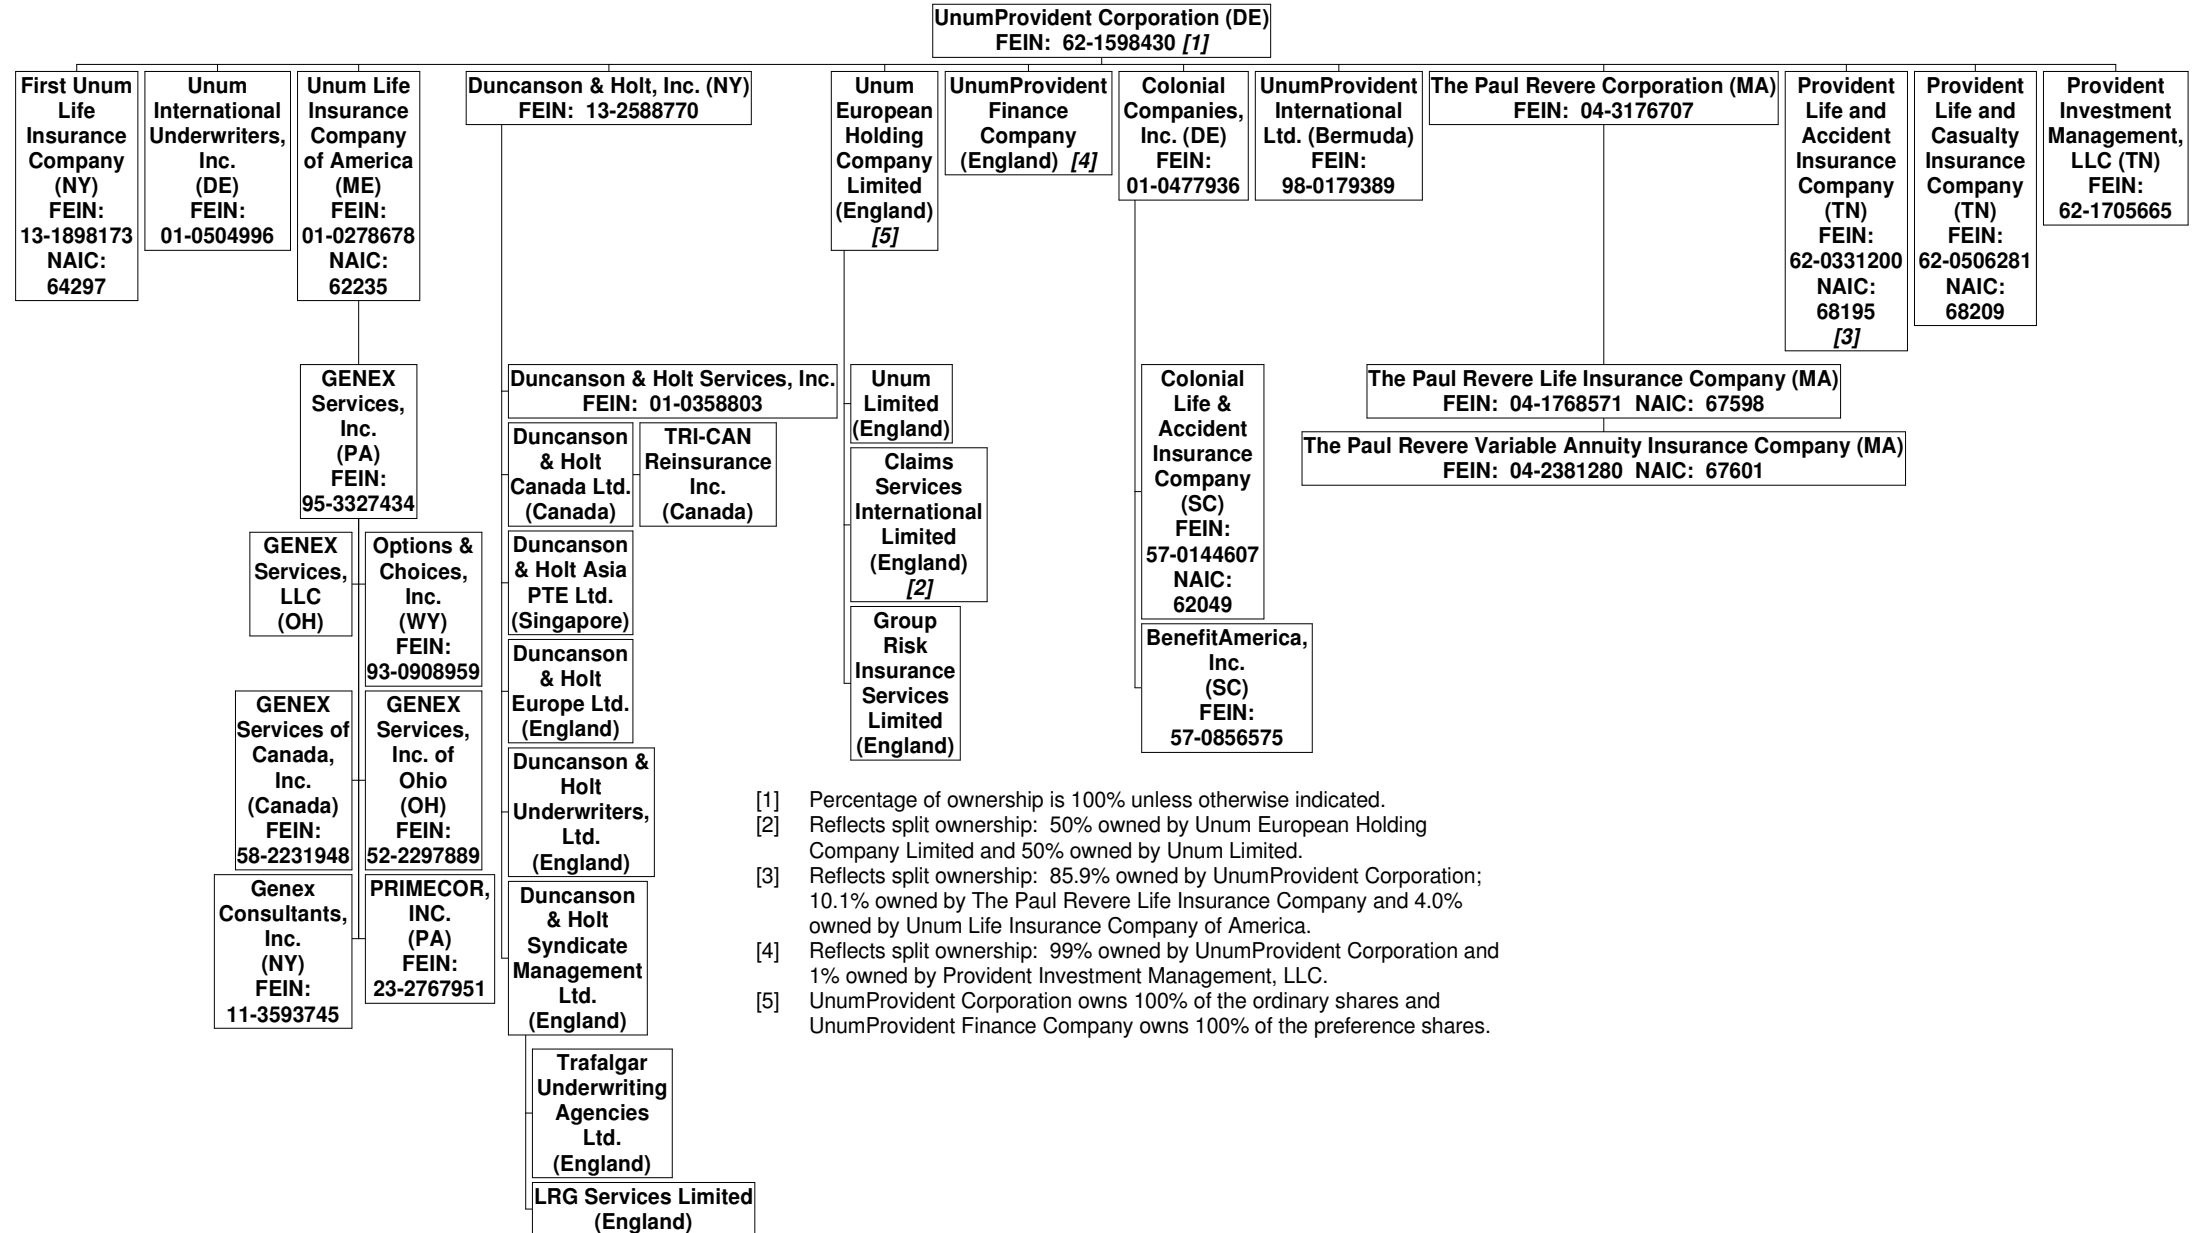 UnumProvident Corporation (DE)
FEIN: 62-1598430 [1]
First Unum
Life
Insurance
Company
(NY)
FEIN:
13-1898173
NAIC:
64297
Unum
International
Underwriters,
Inc.
(DE)
FEIN:
01-0504996
Unum Life
Insurance
Company
of America
(ME)
FEIN:
01-0278678
NAIC:
62235
Duncanson & Holt, Inc. (NY)
FEIN: 13-2588770
Unum
European
Holding
Company
Limited
(England)
[5]
UnumProvident
Finance
Company
(England) [4]
Colonial
Companies,
Inc. (DE)
FEIN:
01-0477936
UnumProvident
International
Ltd. (Bermuda)
FEIN:
98-0179389
The Paul Revere Corporation (MA)
FEIN: 04-3176707
Provident
Life and
Accident
Insurance
Company
(TN)
FEIN:
62-0331200
NAIC:
68195
[3]
Provident
Life and
Casualty
Insurance
Company
(TN)
FEIN:
62-0506281
NAIC:
68209
Provident
Investment
Management,
LLC (TN)
FEIN:
62-1705665
GENEX
Services,
Inc.
(PA)
FEIN:
95-3327434
GENEX
Services,
LLC
(OH)
Options &
Choices,
Inc.
(WY)
FEIN:
93-0908959
GENEX
Services of
Canada,
Inc.
(Canada)
FEIN:
58-2231948
GENEX
Services,
Inc. of
Ohio
(OH)
FEIN:
52-2297889
Genex
Consultants,
Inc.
(NY)
FEIN:
11-3593745
PRIMECOR,
INC.
(PA)
FEIN:
23-2767951
Duncanson & Holt Services, Inc.
FEIN: 01-0358803
Duncanson
& Holt
Canada Ltd.
(Canada)
TRI-CAN
Reinsurance
Inc.
(Canada)
Duncanson
& Holt Asia
PTE Ltd.
(Singapore)
Duncanson
& Holt
Europe Ltd.
(England)
Duncanson &
Holt
Underwriters,
Ltd.
(England)
Duncanson
& Holt
Syndicate
Management
Ltd.
(England)
Trafalgar
Underwriting
Agencies
Ltd.
(England)
LRG Services Limited
(England)
Unum
Limited
(England)
Claims
Services
International
Limited
(England)
[2]
Group
Risk
Insurance
Services
Limited
(England)
Colonial
Life &
Accident
Insurance
Company
(SC)
FEIN:
57-0144607
NAIC:
62049
BenefitAmerica,
Inc.
(SC)
FEIN:
57-0856575
The Paul Revere Life Insurance Company (MA)
FEIN: 04-1768571 NAIC: 67598
The Paul Revere Variable Annuity Insurance Company (MA)
FEIN: 04-2381280 NAIC: 67601
[1] Percentage of ownership is 100% unless otherwise indicated.
[2] Reflects split ownership: 50% owned by Unum European Holding
Company Limited and 50% owned by Unum Limited.
[3] Reflects split ownership: 85.9% owned by UnumProvident Corporation;
10.1% owned by The Paul Revere Life Insurance Company and 4.0%
owned by Unum Life Insurance Company of America.
[4] Reflects split ownership: 99% owned by UnumProvident Corporation and
1% owned by Provident Investment Management, LLC.
[5] UnumProvident Corporation owns 100% of the ordinary shares and
UnumProvident Finance Company owns 100% of the preference shares.